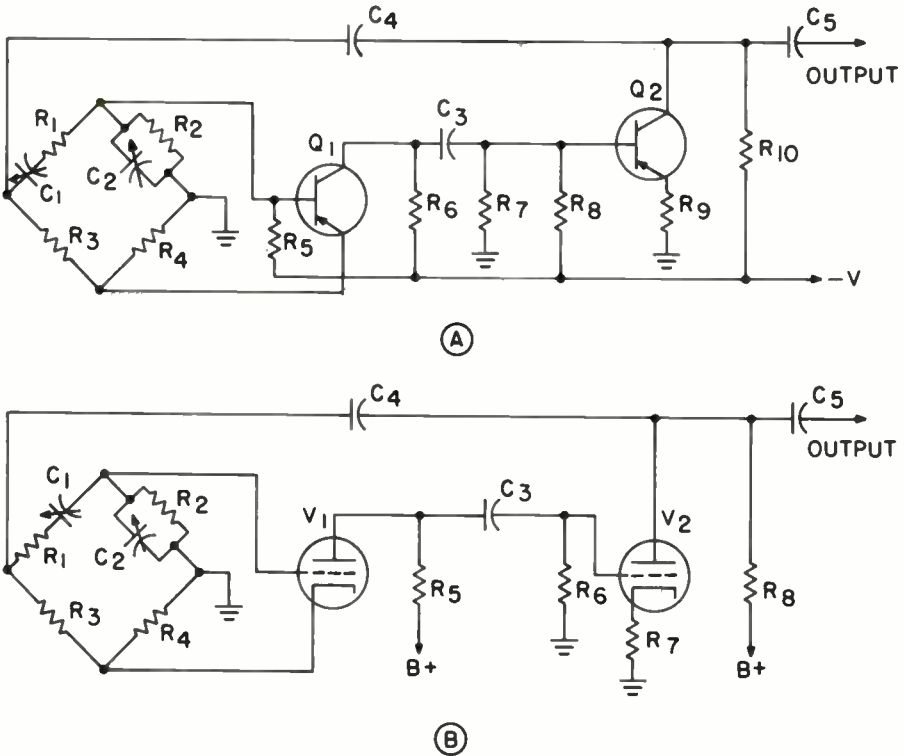 C4
C5
OUTPUT
R1
R2
C1
C2
R3
R4
Q1
C3
Q2
R5
R6
R7
R8
R9
R10
-V
A
C4
C5
OUTPUT
C1
R1
R2
C2
R3
R4
V1
C3
V2
R5
R6
R7
R8
B+
B+
B